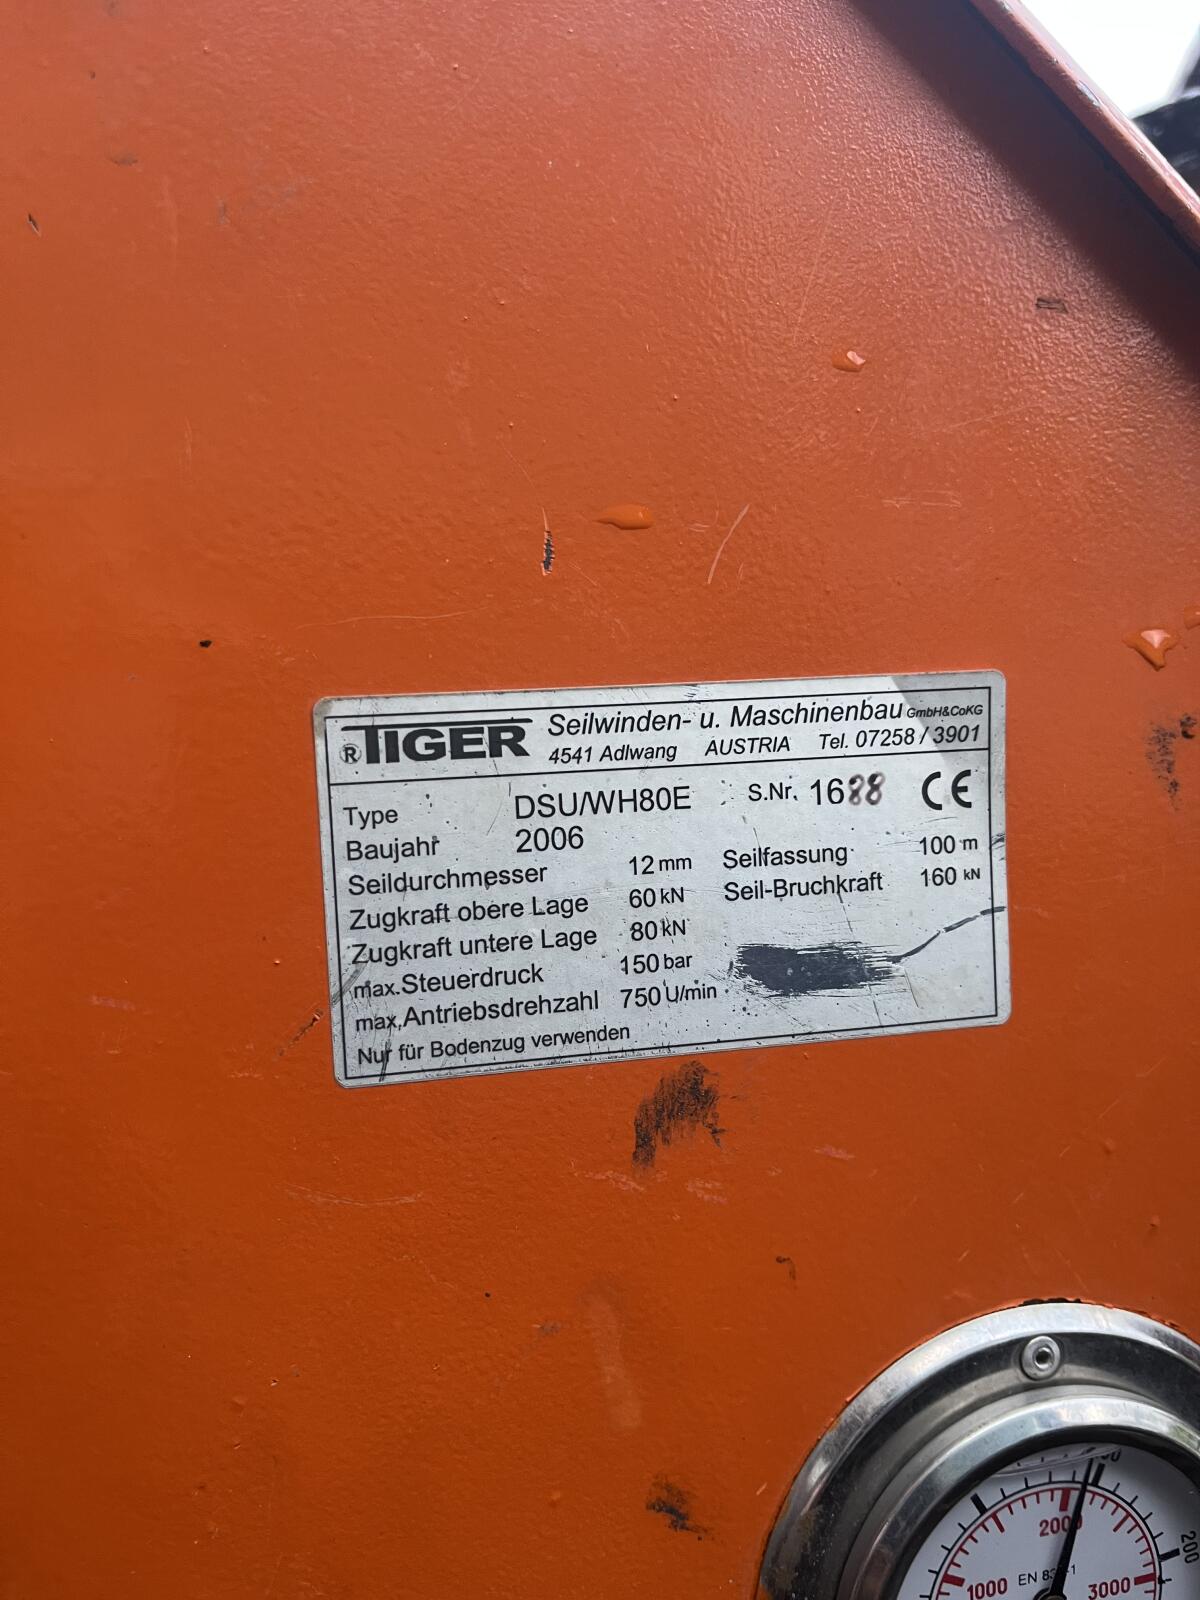 ® TIGER Seilwinden- u. Maschinenbau GmbH&CoKG
4541 Adlwang AUSTRIA Tel. 07258 / 3901
Type DSU/WH80E S.Nr. 1688 CE
Baujahr 2006
Seildurchmesser 12 mm Seilfassung 100 m
Zugkraft obere Lage 60 kN Seil-Bruchkraft 160 kN
Zugkraft untere Lage 80 kN
max.Steuerdruck 150 bar
max.Antriebsdrehzahl 750 U/min
Nur für Bodenzug verwenden
200
2000
1000 3000